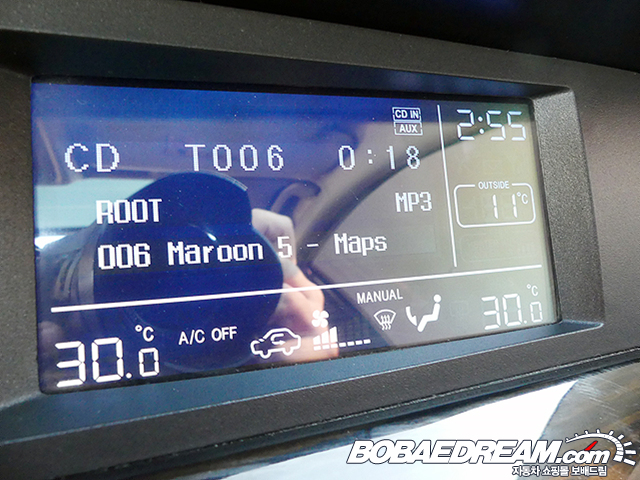 CD IN
AUX
2:55
CD T006 0:18
OUTSIDE
11°C
ROOT MP3
006 Maroon 5 - Maps
MANUAL
30.0°C A/C OFF 30.0°C
BOBAEDREAM.com
자동차 쇼핑몰 보배드림